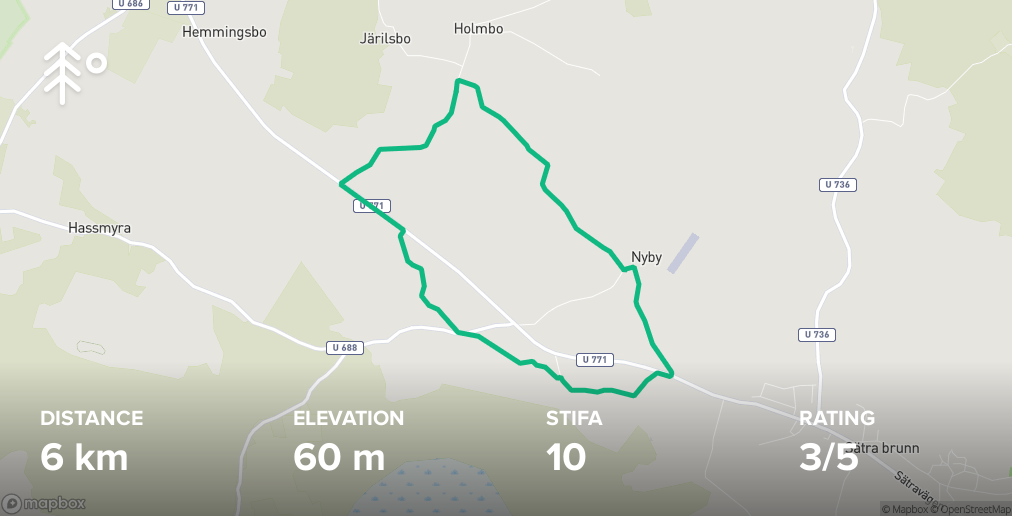 U 686
U 771
Hemmingsbo
Järilsbo
Holmbo
U 736
U 771
Hassmyra
Nyby
U 736
U 688
U 771
DISTANCE
ELEVATION
STIFA
RATING
6 km
60 m
10
3/5
Sätra brunn
Sätraväge
mapbox
© Mapbox © OpenStreetMap